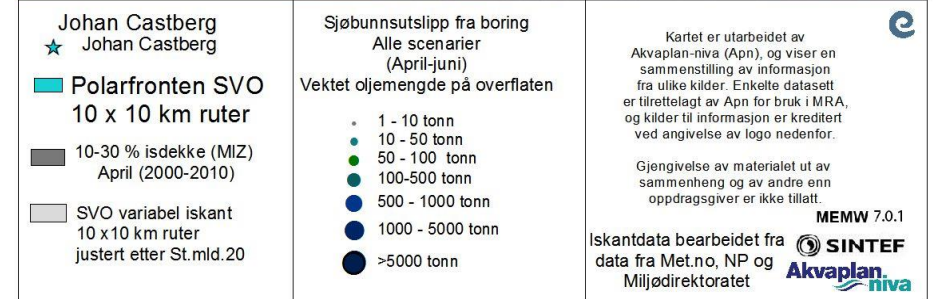 Johan Castberg
Johan Castberg
Polarfronten SVO
10 x 10 km ruter
10-30 % isdekke (MIZ)
April (2000-2010)
SVO variabel iskant
10 x10 km ruter
justert etter St.mld.20
Sjøbunnsutslipp fra boring
Alle scenarier
(April-juni)
Vektet oljemengde på overflaten
1 - 10 tonn
10 - 50 tonn
50 - 100 tonn
100-500 tonn
500 - 1000 tonn
1000 - 5000 tonn
>5000 tonn
Kartet er utarbeidet av
Akvaplan-niva (Apn), og viser en
sammenstilling av informasjon
fra ulike kilder. Enkelte datasett
er tilrettelagt av Apn for bruk i MRA,
og kilder til informasjon er kreditert
ved angivelse av logo nedenfor.
Gjengivelse av materialet ut av
sammenheng og av andre enn
oppdragsgiver er ikke tillatt.
MEMW 7.0.1
Iskantdata bearbeidet fra
data fra Met.no, NP og
Miljødirektoratet
SINTEF
Akvaplan
niva